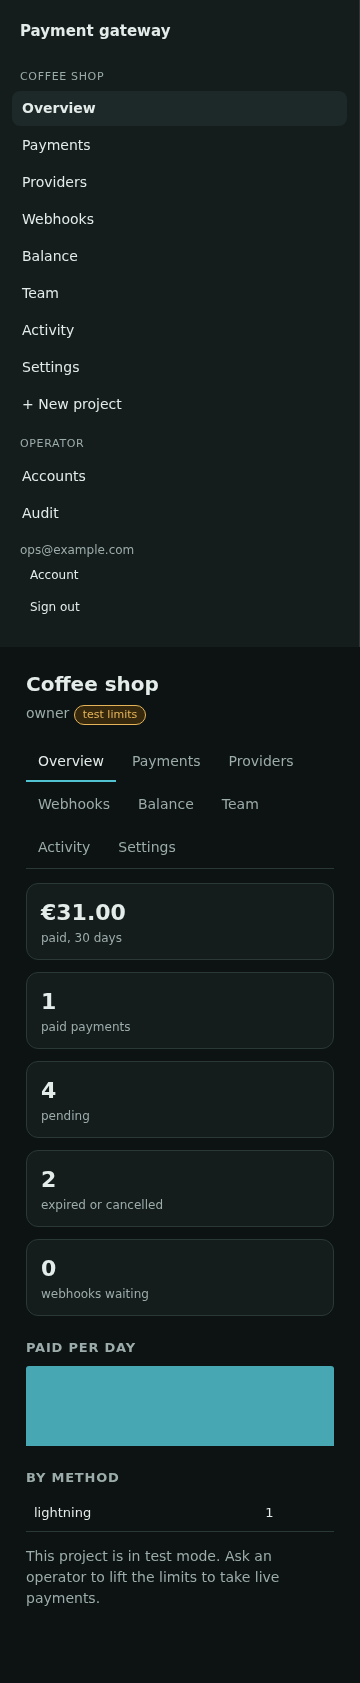 Payment gateway
COFFEE SHOP
Overview
Payments
Providers
Webhooks
Balance
Team
Activity
Settings
+ New project
OPERATOR
Accounts
Audit
ops@example.com
Account
Sign out
Coffee shop
owner test limits
Overview Payments Providers
Webhooks Balance Team
Activity Settings
€31.00
paid, 30 days
1
paid payments
4
pending
2
expired or cancelled
0
webhooks waiting
PAID PER DAY
BY METHOD
lightning 1
This project is in test mode. Ask an
operator to lift the limits to take live
payments.